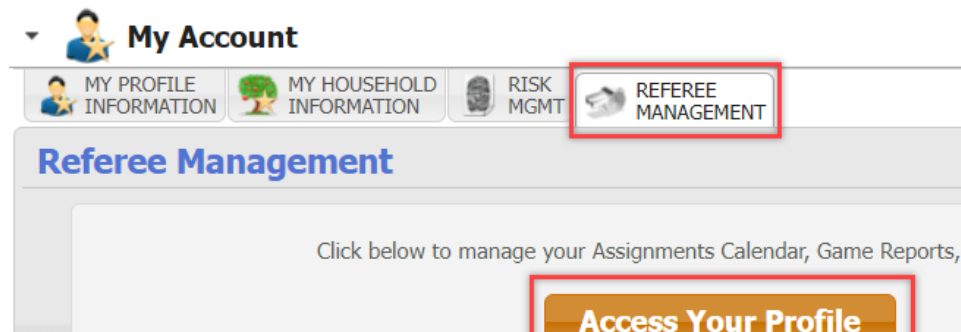 My Account
MY PROFILE
INFORMATION
MY HOUSEHOLD
INFORMATION
RISK
MGMT
REFEREE
MANAGEMENT
Referee Management
Click below to manage your Assignments Calendar, Game Reports,
Access Your Profile